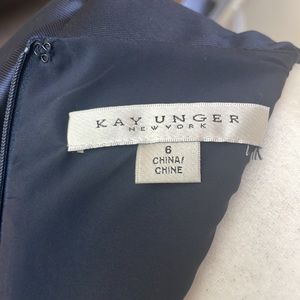 KAY UNGER
NEW YORK
6
CHINA/
CHINE